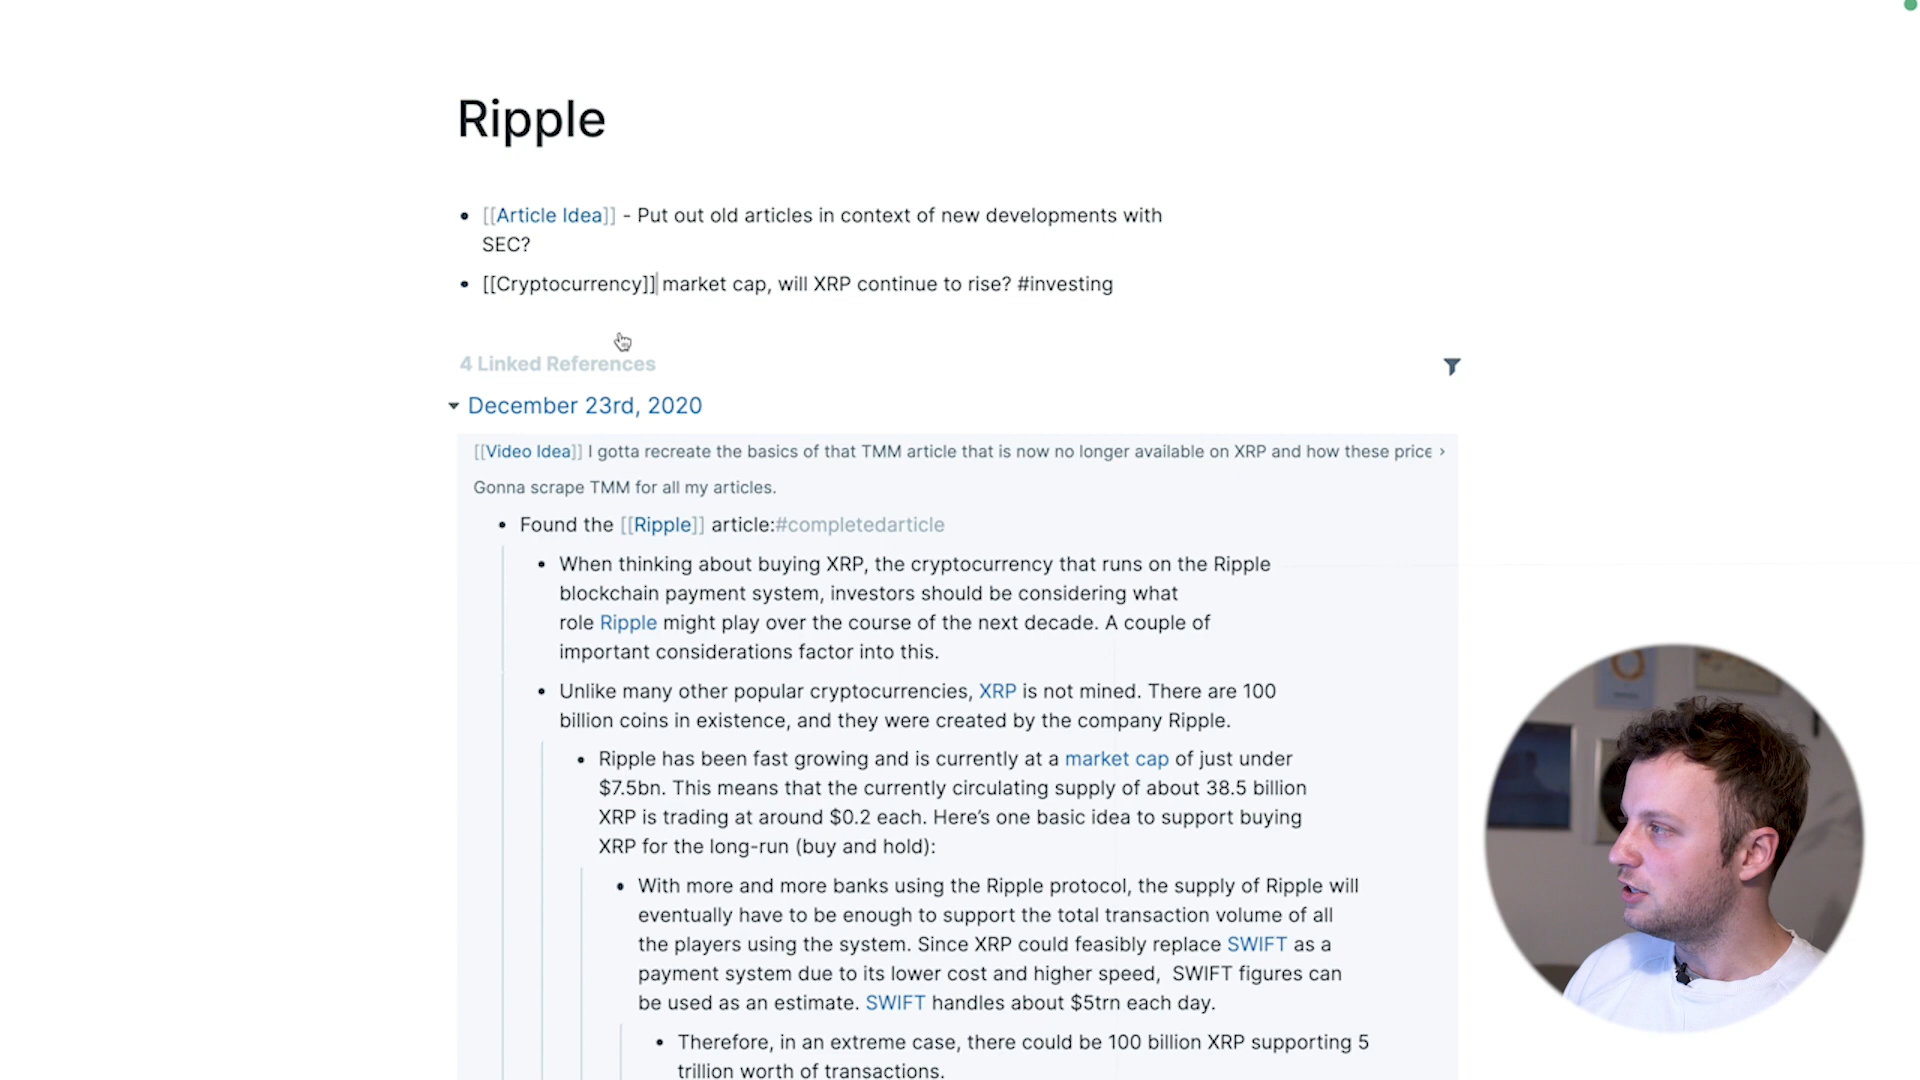 Ripple
[[Article Idea]] - Put out old articles in context of new developments with
SEC?
[[Cryptocurrency]] market cap, will XRP continue to rise? #investing
4 Linked References
December 23rd, 2020
[[Video Idea]] I gotta recreate the basics of that TMM article that is now no longer available on XRP and how these price
Gonna scrape TMM for all my articles.
Found the [[Ripple]] article:#completedarticle
When thinking about buying XRP, the cryptocurrency that runs on the Ripple
blockchain payment system, investors should be considering what
role Ripple might play over the course of the next decade. A couple of
important considerations factor into this.
Unlike many other popular cryptocurrencies, XRP is not mined. There are 100
billion coins in existence, and they were created by the company Ripple.
Ripple has been fast growing and is currently at a market cap of just under
$7.5bn. This means that the currently circulating supply of about 38.5 billion
XRP is trading at around $0.2 each. Here’s one basic idea to support buying
XRP for the long-run (buy and hold):
With more and more banks using the Ripple protocol, the supply of Ripple will
eventually have to be enough to support the total transaction volume of all
the players using the system. Since XRP could feasibly replace SWIFT as a
payment system due to its lower cost and higher speed, SWIFT figures can
be used as an estimate. SWIFT handles about $5trn each day.
Therefore, in an extreme case, there could be 100 billion XRP supporting 5
trillion worth of transactions.